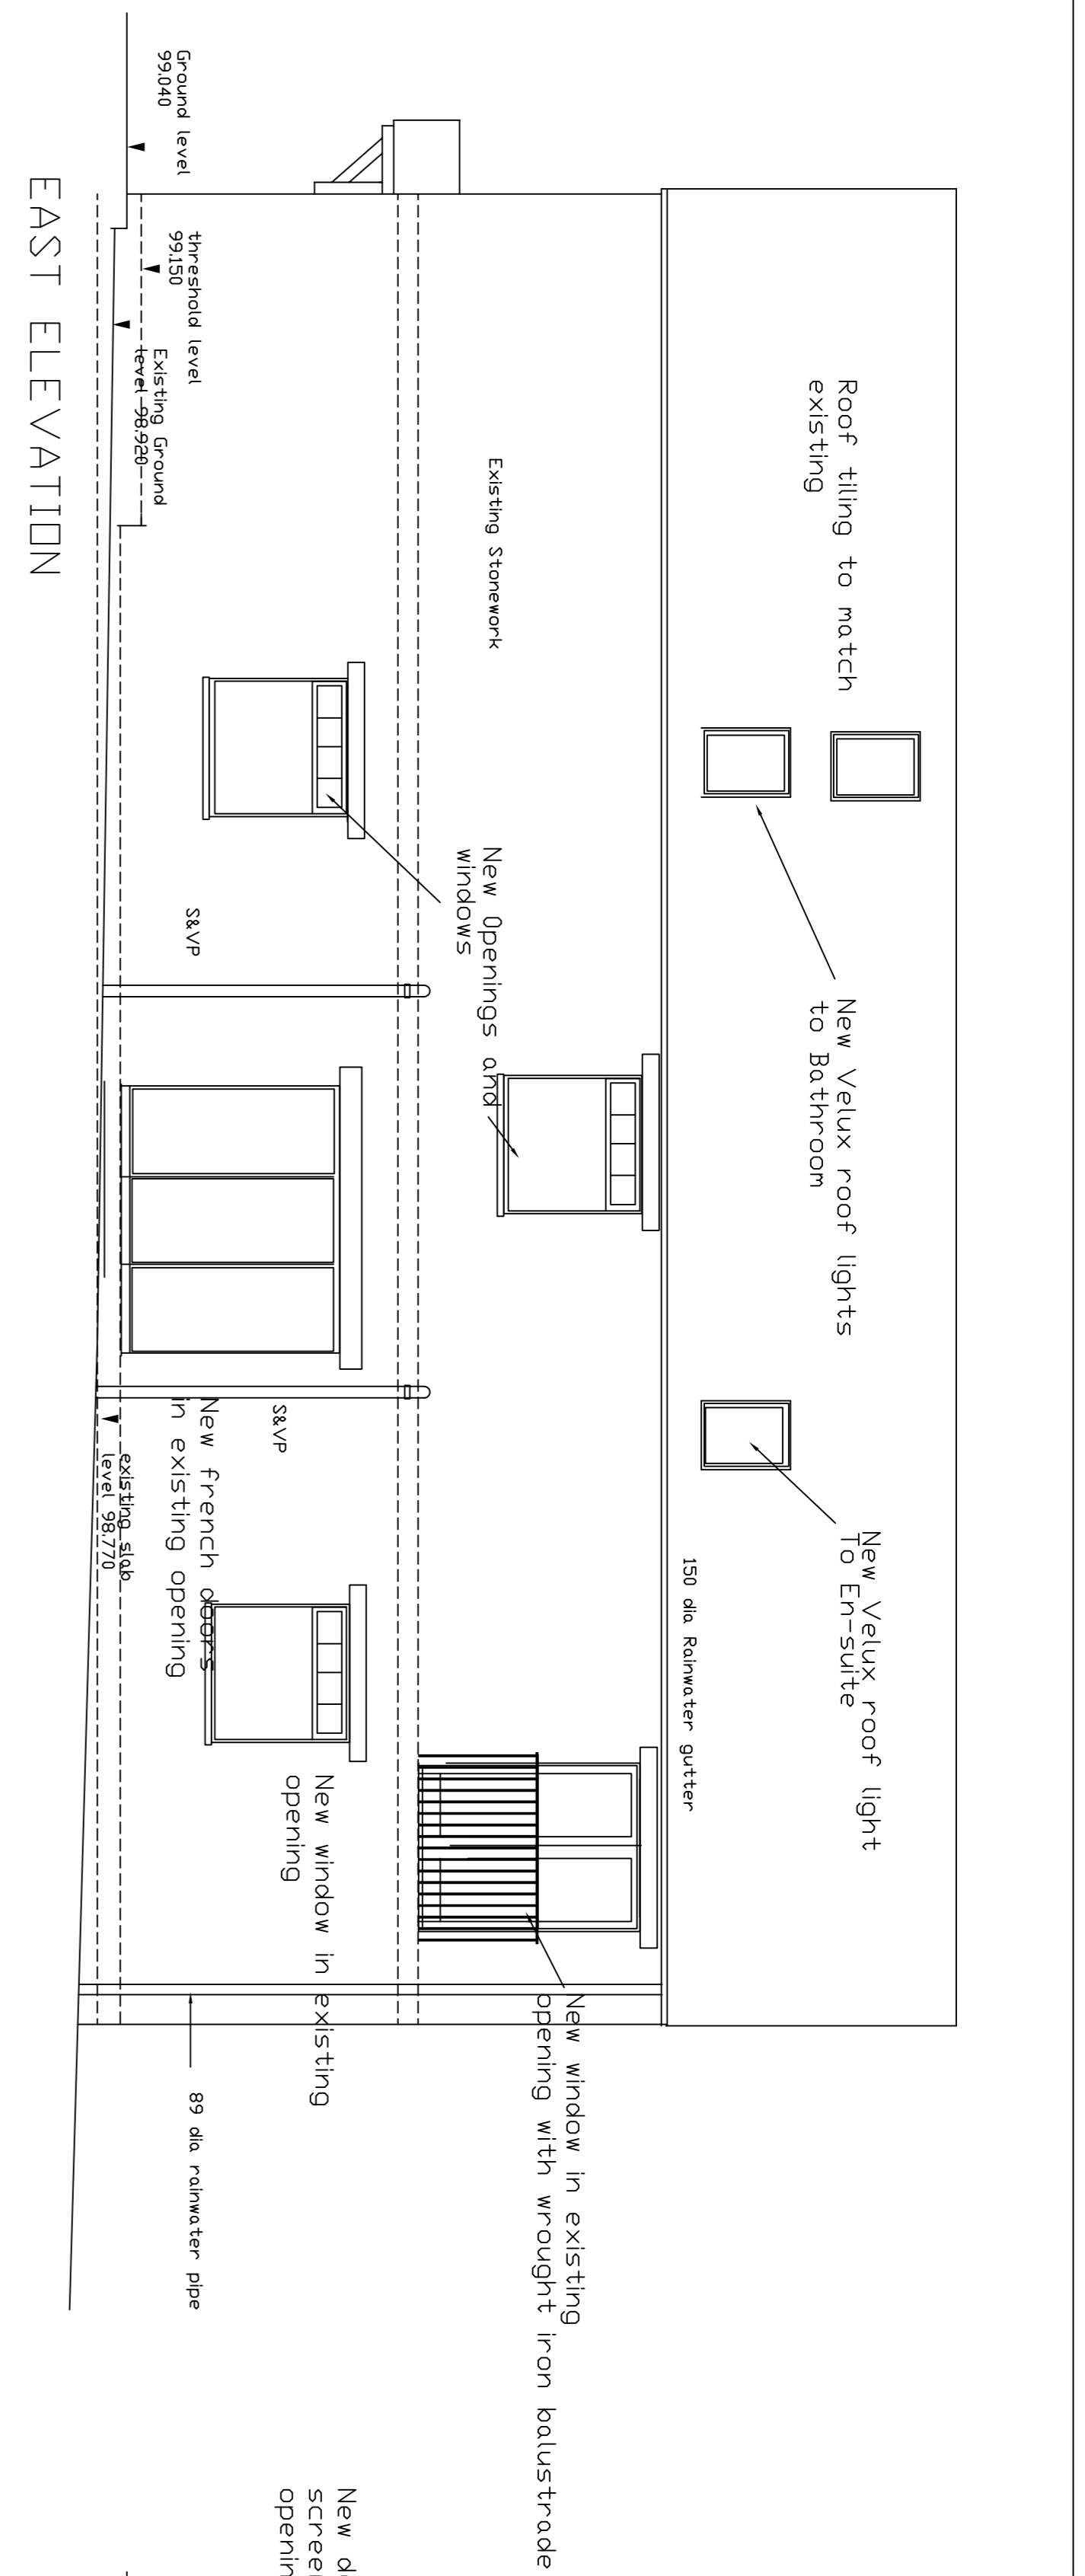 Roof tiling to match
existing
New Velux roof lights
to Bathroom
New Velux roof light
To En-suite
150 dia Rainwater gutter
Existing Stonework
New Openings and
windows
New window in existing
opening with wrought iron balustrade
New window in existing
opening
S&VP
S&VP
New french doors
in existing opening
89 dia rainwater pipe
threshold level
99.150
Ground level
99.040
Existing Ground
level 98.920
existing slab
level 98.770
EAST ELEVATION
New d
screen
openin